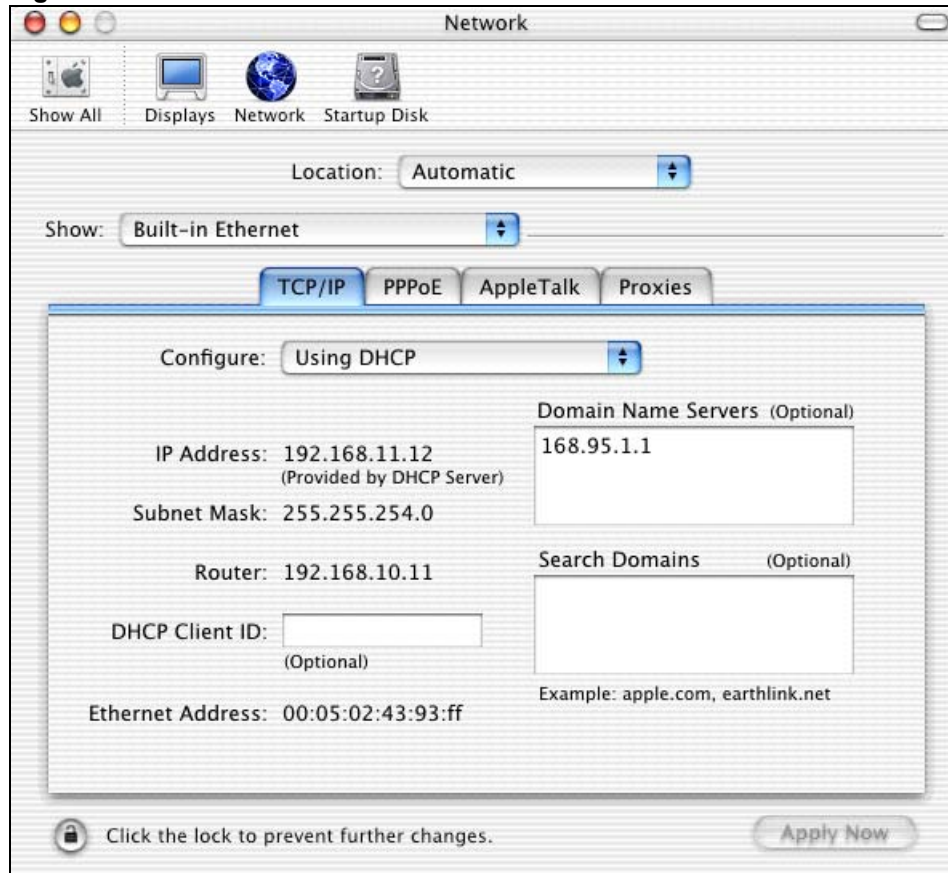 Network
Show All
Displays
Network
Startup Disk
Location: Automatic
Show: Built-in Ethernet
TCP/IP
PPPoE
AppleTalk
Proxies
Configure: Using DHCP
Domain Name Servers (Optional)
168.95.1.1
IP Address: 192.168.11.12
(Provided by DHCP Server)
Subnet Mask: 255.255.254.0
Router: 192.168.10.11
Search Domains (Optional)
DHCP Client ID:
(Optional)
Example: apple.com, earthlink.net
Ethernet Address: 00:05:02:43:93:ff
Click the lock to prevent further changes.
Apply Now